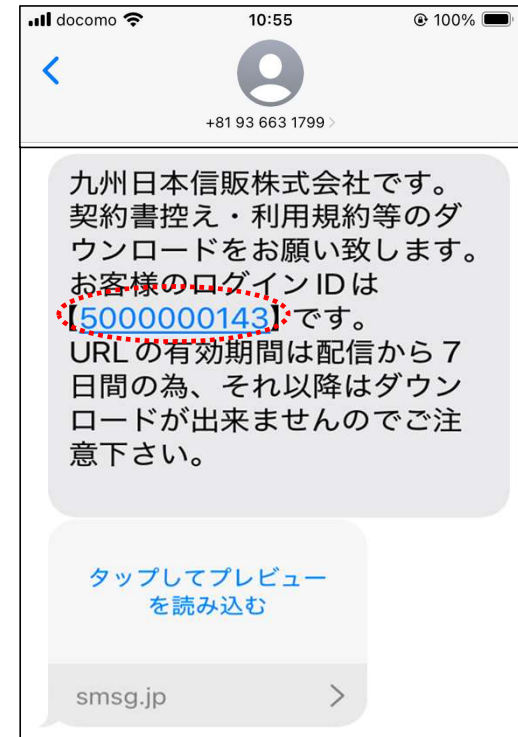 docomo 10:55 100%
+81 93 663 1799
九州日本信販株式会社です。
契約書控え・利用規約等のダ
ウンロードをお願い致します。
お客様のログインIDは
【5000000143】です。
URLの有効期間は配信から7
日間の為、それ以降はダウン
ロードが出来ませんのでご注
意下さい。
タップしてプレビュー
を読み込む
smsg.jp